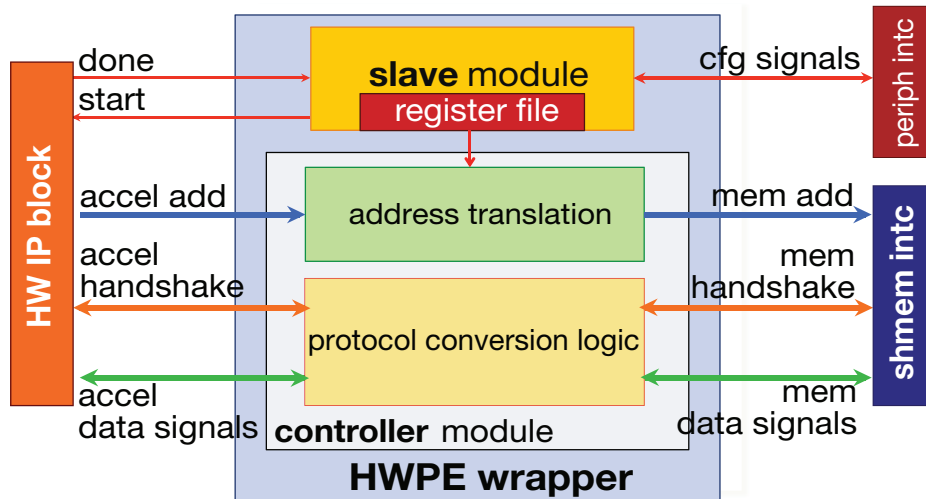 done
slave module
cfg signals
periph intc
start
register file
HW IP block
accel add
address translation
mem add
shmem intc
accel
handshake
protocol conversion logic
mem
handshake
accel
data signals
mem
data signals
controller module
HWPE wrapper